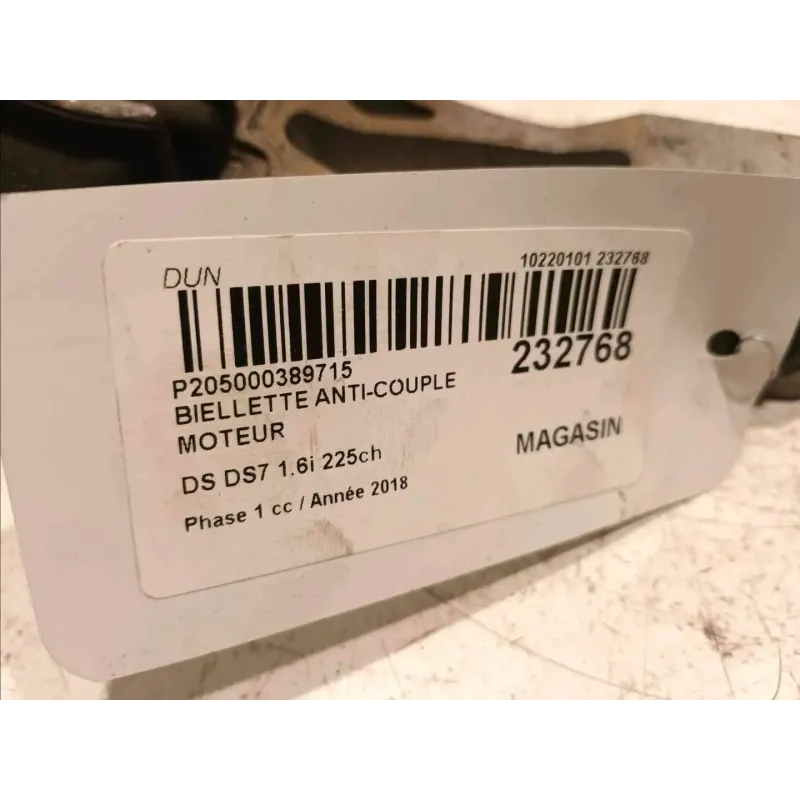 DUN
10220101 232768
P205000389715
232768
BIELLETTE ANTI-COUPLE
MOTEUR
MAGASIN
DS DS7 1.6i 225ch
Phase 1 cc / Année 2018